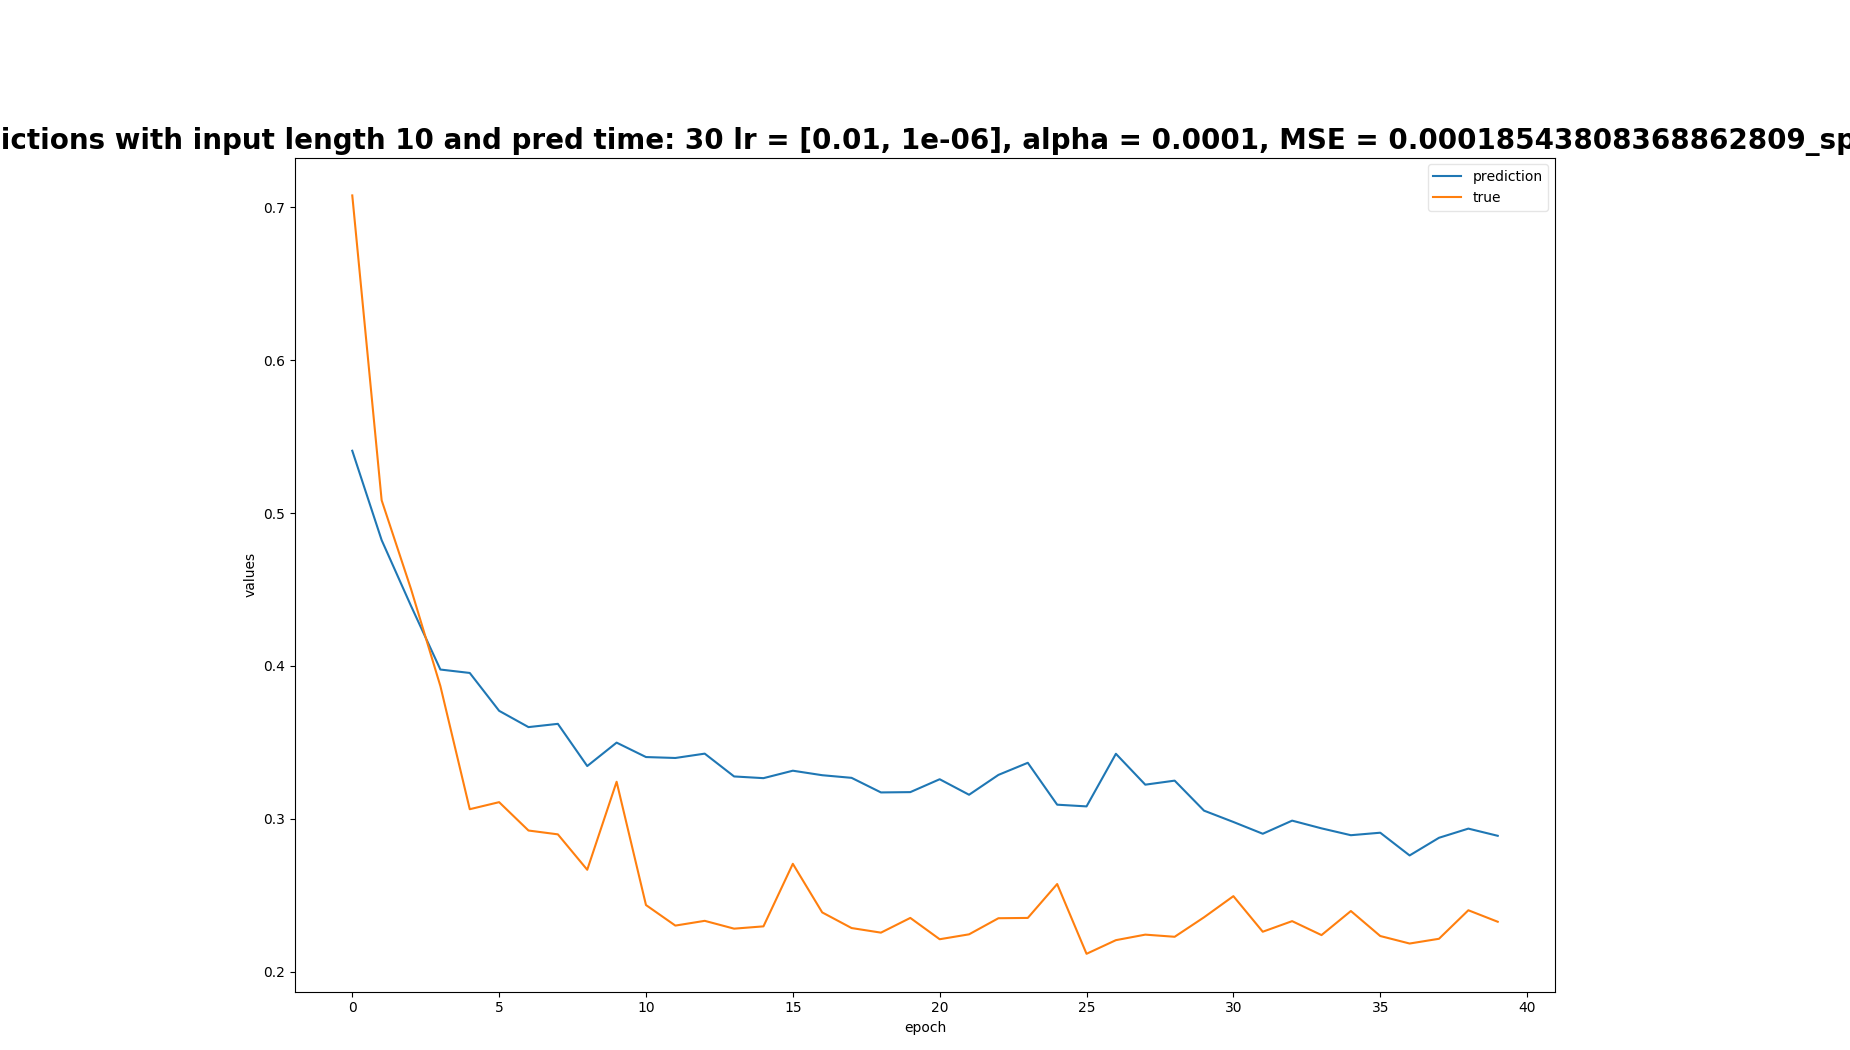 ictions with input length 10 and pred time: 30 lr = [0.01, 1e-06], alpha = 0.0001, MSE = 0.00018543808368862809_sp
prediction
true
0.7
0.6
0.5
0.4
0.3
0.2
values
0 5 10 15 20 25 30 35 40
epoch